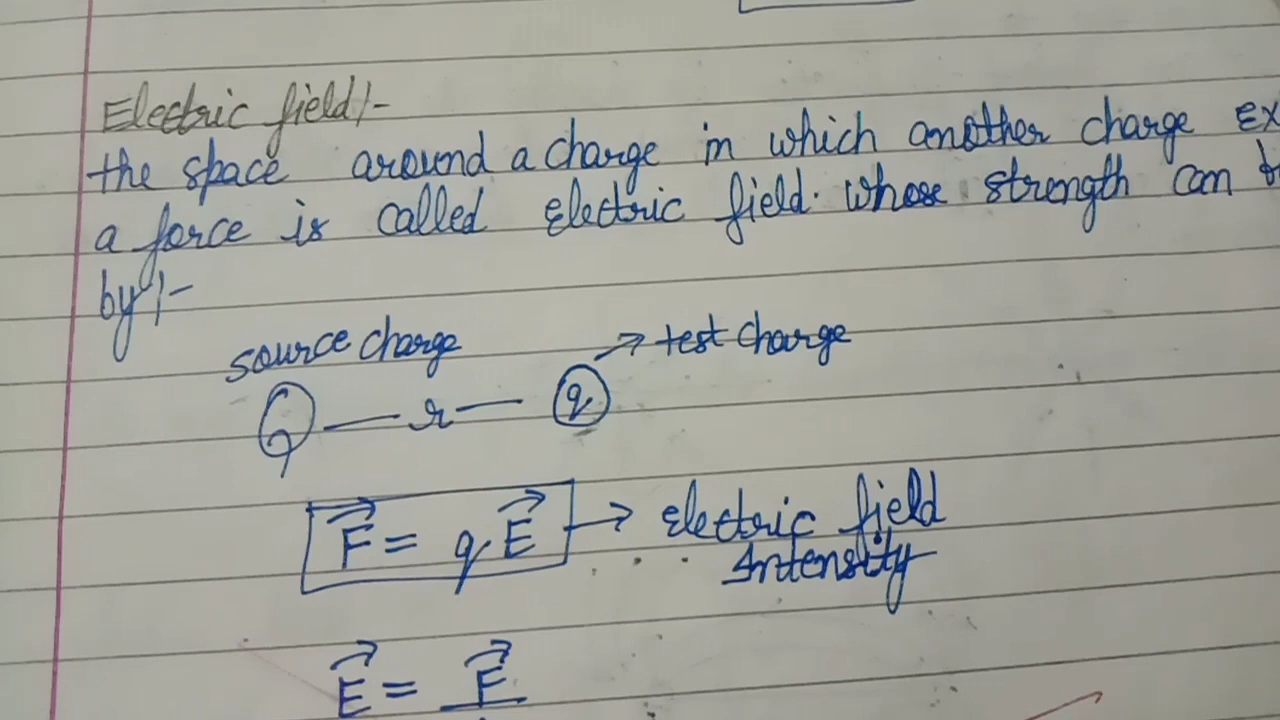 Electric field:-
the space around a charge in which another charge ex
a force is called electric field. whose strength can
by:-
source charge → test charge
Q — r — q
F⃗ = q E⃗ → Electric field
Intensity
E⃗ = F⃗